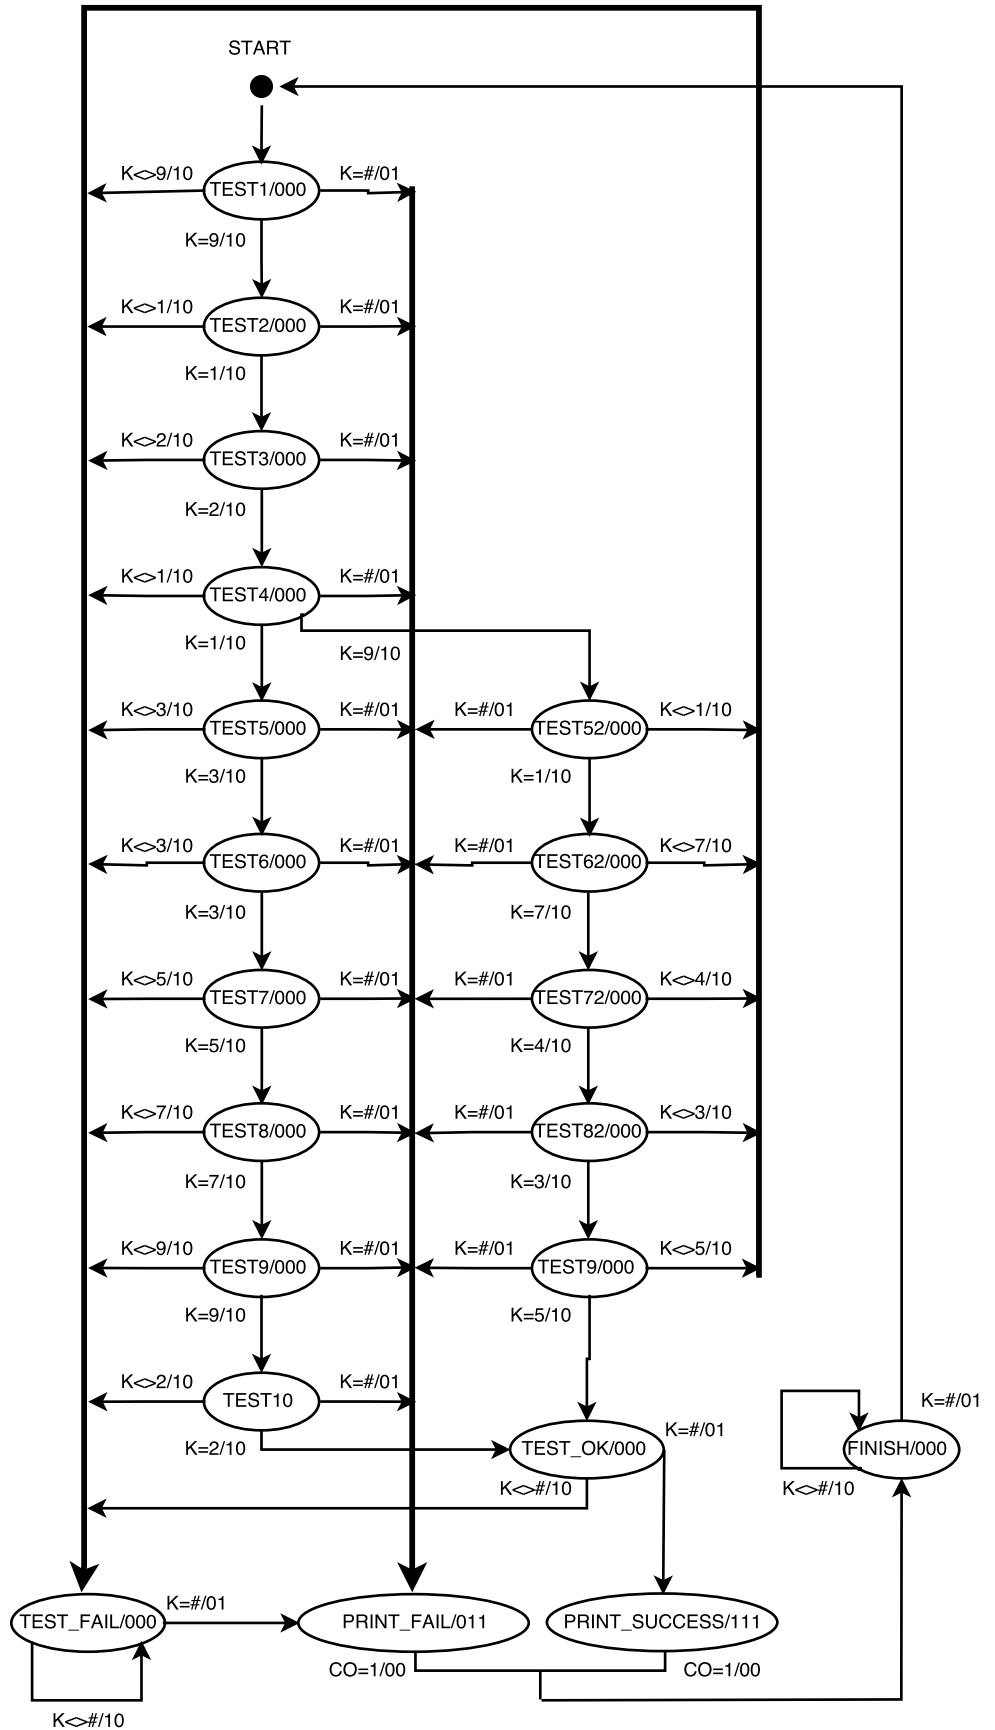 START
K<>9/10
K=#/01
TEST1/000
K=9/10
K<>1/10
K=#/01
TEST2/000
K=1/10
K<>2/10
K=#/01
TEST3/000
K=2/10
K<>1/10
K=#/01
TEST4/000
K=1/10
K=9/10
K<>3/10
K=#/01
K=#/01
K<>1/10
TEST5/000
TEST52/000
K=3/10
K=1/10
K<>3/10
K=#/01
K=#/01
K<>7/10
TEST6/000
TEST62/000
K=3/10
K=7/10
K<>5/10
K=#/01
K=#/01
K<>4/10
TEST7/000
TEST72/000
K=5/10
K=4/10
K<>7/10
K=#/01
K=#/01
K<>3/10
TEST8/000
TEST82/000
K=7/10
K=3/10
K<>9/10
K=#/01
K=#/01
K<>5/10
TEST9/000
TEST9/000
K=9/10
K=5/10
K<>2/10
K=#/01
TEST10
K=#/01
K=2/10
TEST_OK/000
K=#/01
FINISH/000
K<>#/10
K<>#/10
K=#/01
TEST_FAIL/000
PRINT_FAIL/011
PRINT_SUCCESS/111
CO=1/00
CO=1/00
K<>#/10